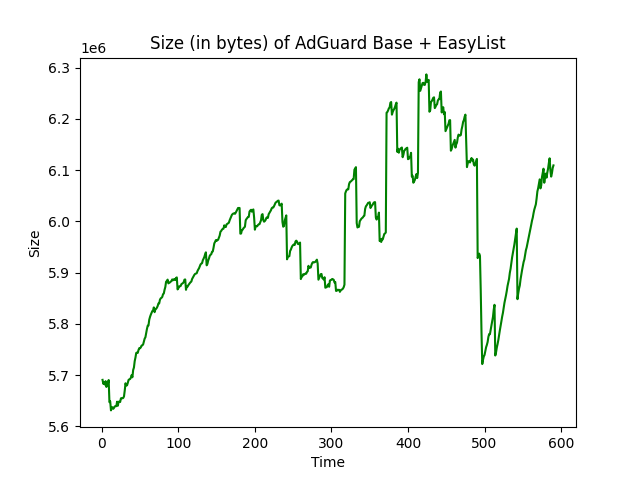 Size (in bytes) of AdGuard Base + EasyList
1e6
6.3
6.2
6.1
6.0
5.9
5.8
5.7
5.6
Size
0 100 200 300 400 500 600
Time